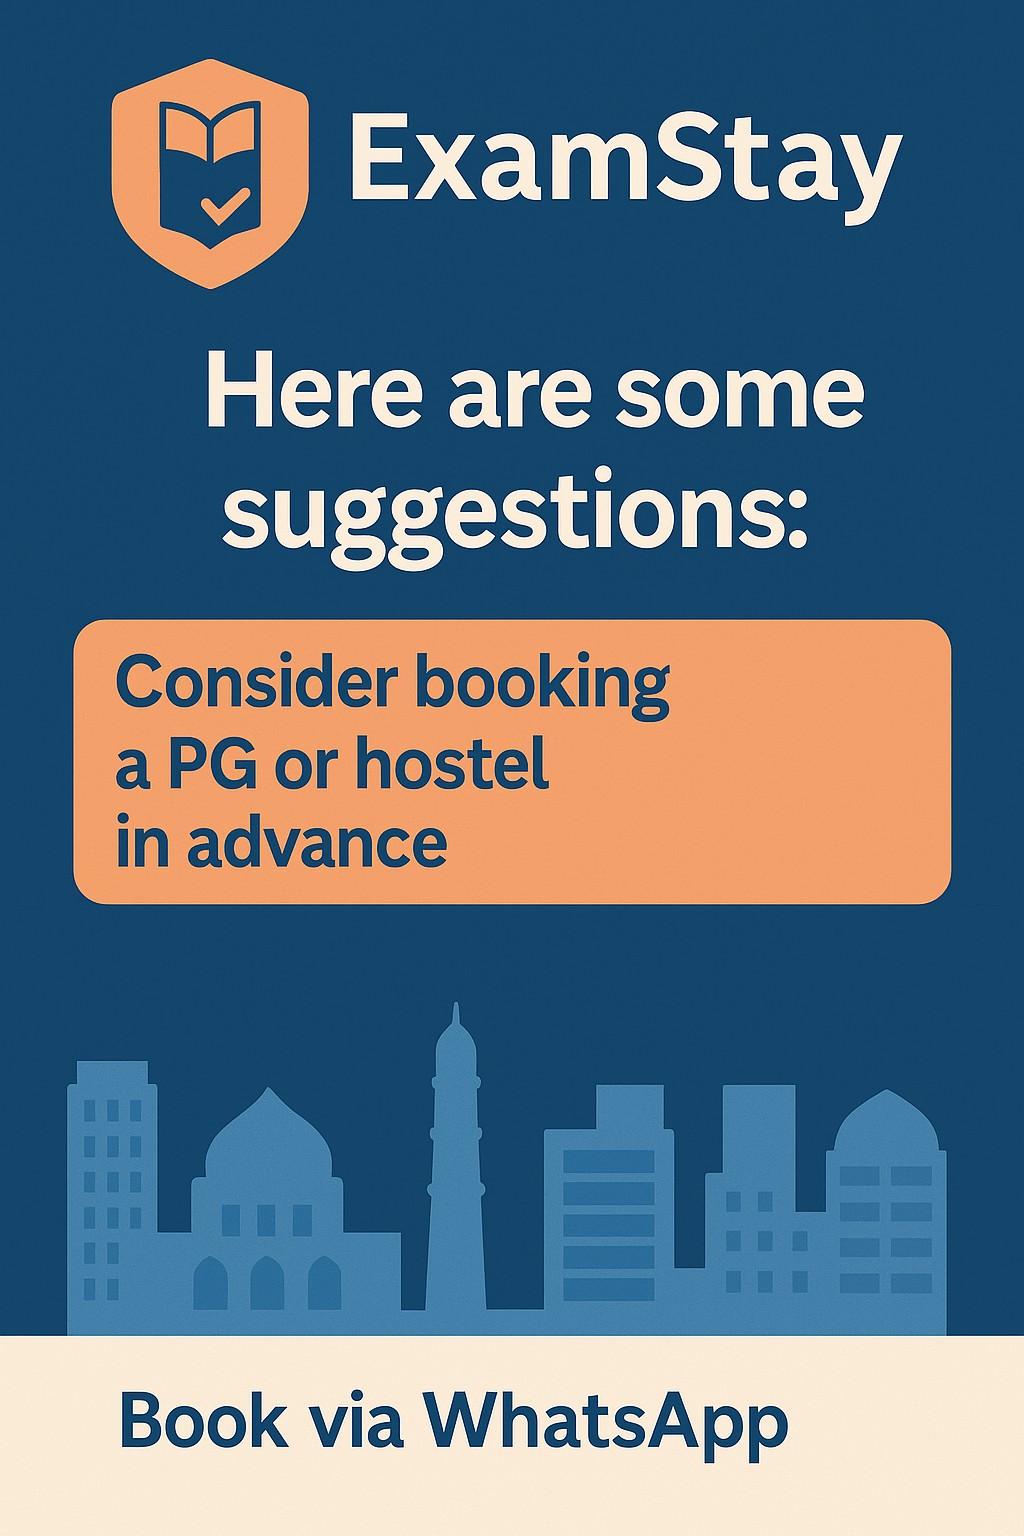 ExamStay
Here are some
suggestions:
Consider booking
a PG or hostel
in advance
Book via WhatsApp